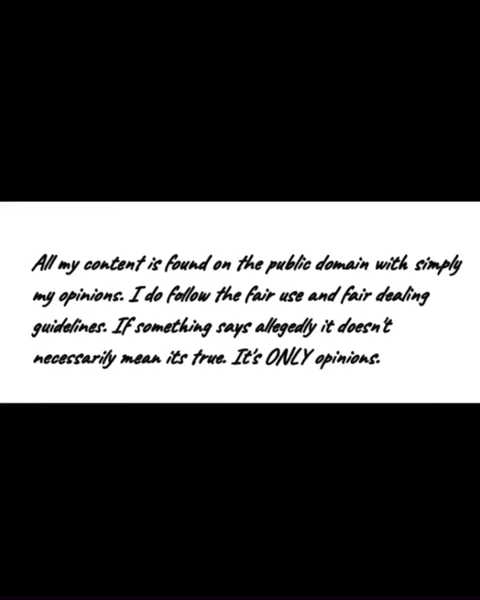 All my content is found on the public domain with simply
my opinions. I do follow the fair use and fair dealing
guidelines. If something says allegedly it doesn't
necessarily mean its true. It's ONLY opinions.